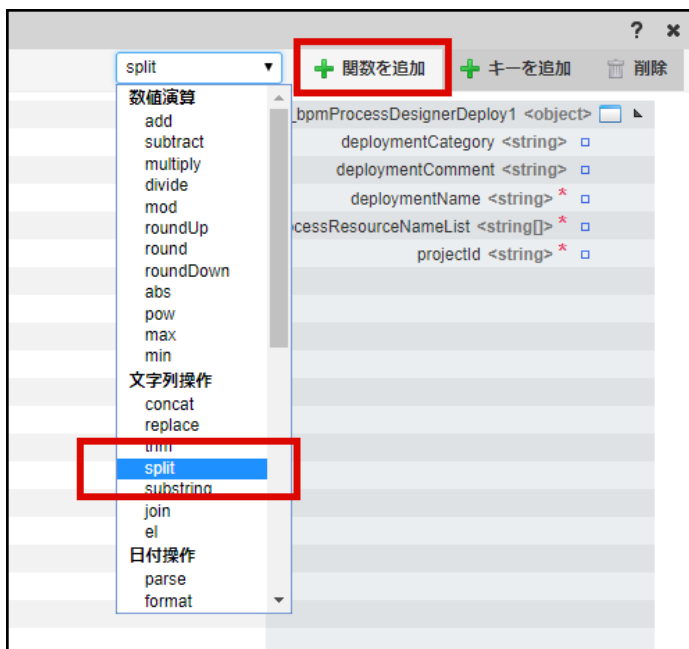 ? ×
split ▼ 関数を追加 キーを追加 削除
数値演算
add
subtract
multiply
divide
mod
roundUp
round
roundDown
abs
pow
max
min
文字列操作
concat
replace
trim
split
substring
join
el
日付操作
parse
format
_bpmProcessDesignerDeploy1 <object>
deploymentCategory <string>
deploymentComment <string>
deploymentName <string> *
ocessResourceNameList <string[]> *
projectId <string> *